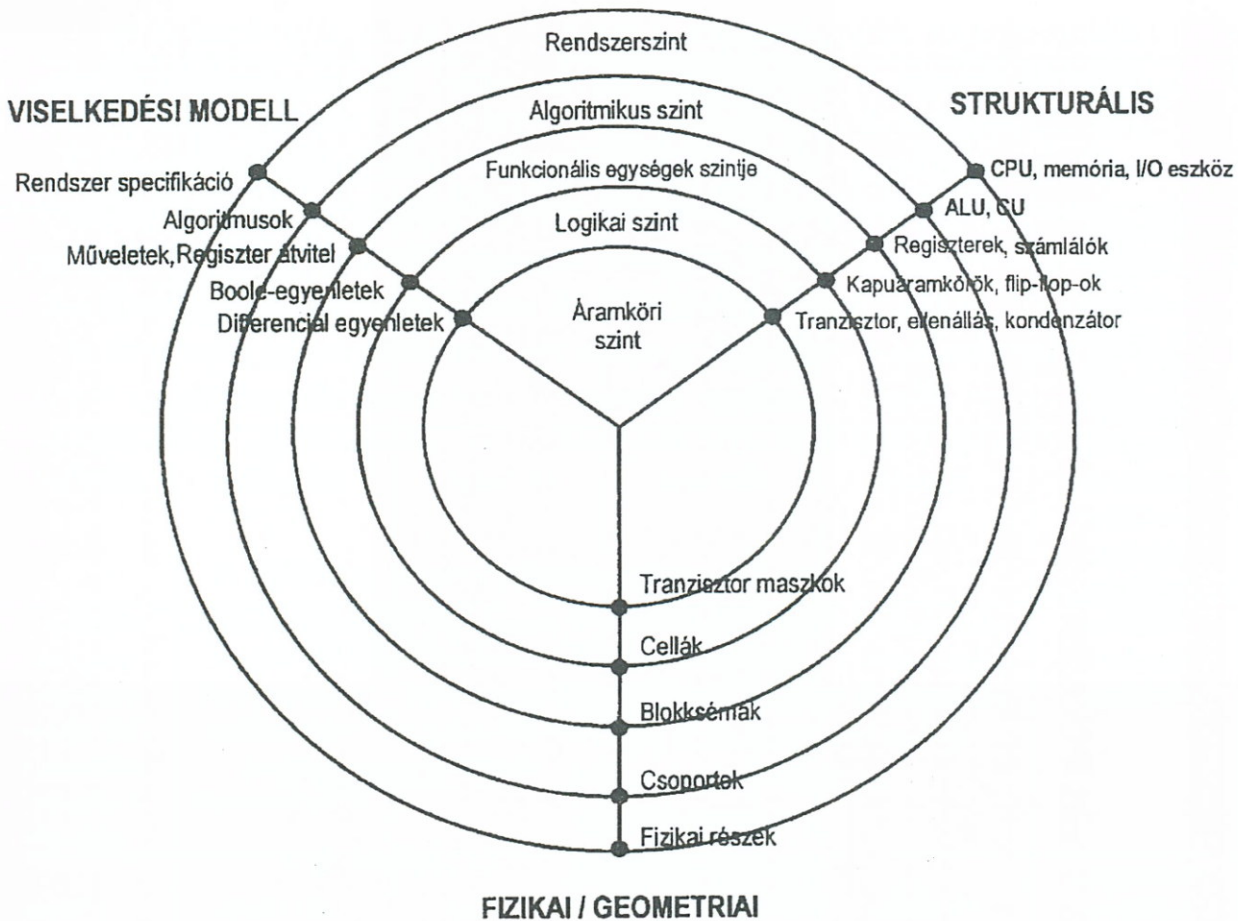 Rendszerszint
VISELKEDÉSI MODELL
STRUKTURÁLIS
Algoritmikus szint
Funkcionális egységek szintje
Logikai szint
Áramköri
szint
Rendszer specifikáció
Algoritmusok
Műveletek, Regiszter átvitel
Boole-egyenletek
Differenciál egyenletek
CPU, memória, I/O eszköz
ALU, CU
Regiszterek, számlálók
Kapuáramkörök, flip-flop-ok
Tranzisztor, ellenállás, kondenzátor
Tranzisztor maszkok
Cellák
Blokksémák
Csoportok
Fizikai részek
FIZIKAI / GEOMETRIAI